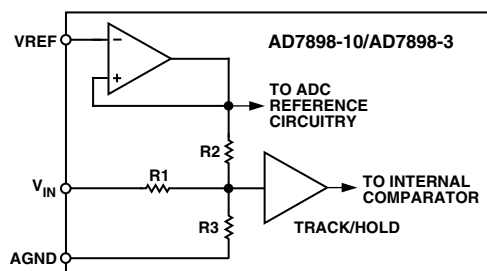 VREF
−
+
AD7898-10/AD7898-3
TO ADC
REFERENCE
CIRCUITRY
R2
VIN
R1
TO INTERNAL
COMPARATOR
R3
TRACK/HOLD
AGND